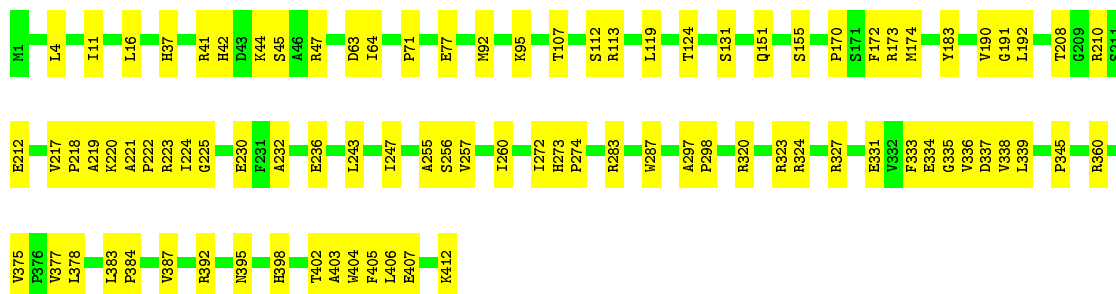 M1 L4 I11 L16 H37 R41 H42 D43 K44 S45 A46 R47 D63 I64 P71 E77 M92 K95 T107 S112 R113 L119 T124 S131 Q151 S155 P170 S171 F172 R173 M174 Y183 V190 G191 L192 T208 G209 R210 S211
E212 V217 P218 A219 K220 A221 P222 R223 I224 G225 E230 F231 A232 E236 L243 I247 A255 S256 V257 I260 I272 H273 P274 R283 W287 A297 P298 R320 R323 R324 R327 E331 V332 F333 E334 G335 V336 D337 V338 L339 P345 R360
V375 P376 V377 L378 L383 P384 V387 R392 N395 H398 T402 A403 W404 F405 L406 E407 K412